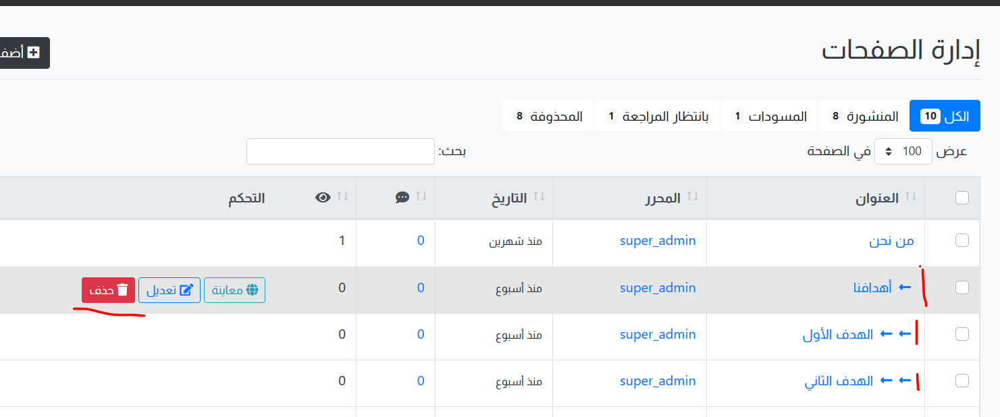 إدارة الصفحات
الكل 10 المنشورة 8 المسودات 1 بانتظار المراجعة 1 المحذوفة 8
عرض 100 في الصفحة بحث:
العنوان المحرر التاريخ التحكم
من نحن super_admin منذ شهرين 0 1
← أهدافنا super_admin منذ أسبوع 0 0 معاينة تعديل حذف
← ← الهدف الأول super_admin منذ أسبوع 0 0
← ← الهدف الثاني super_admin منذ أسبوع 0 0